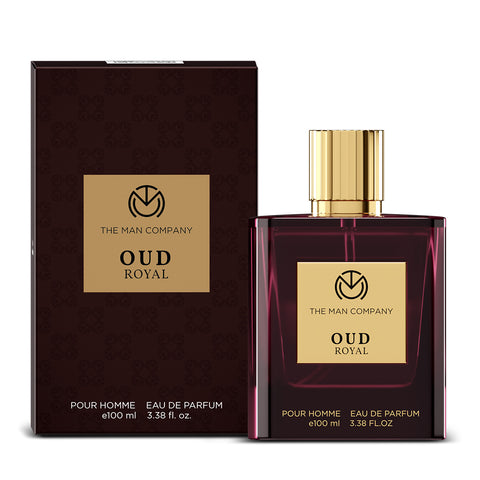 THE MAN COMPANY
OUD
ROYAL
POUR HOMME EAU DE PARFUM
e100 ml 3.38 fl. oz.
THE MAN COMPANY
OUD
ROYAL
POUR HOMME EAU DE PARFUM
e100 ml 3.38 FL.OZ